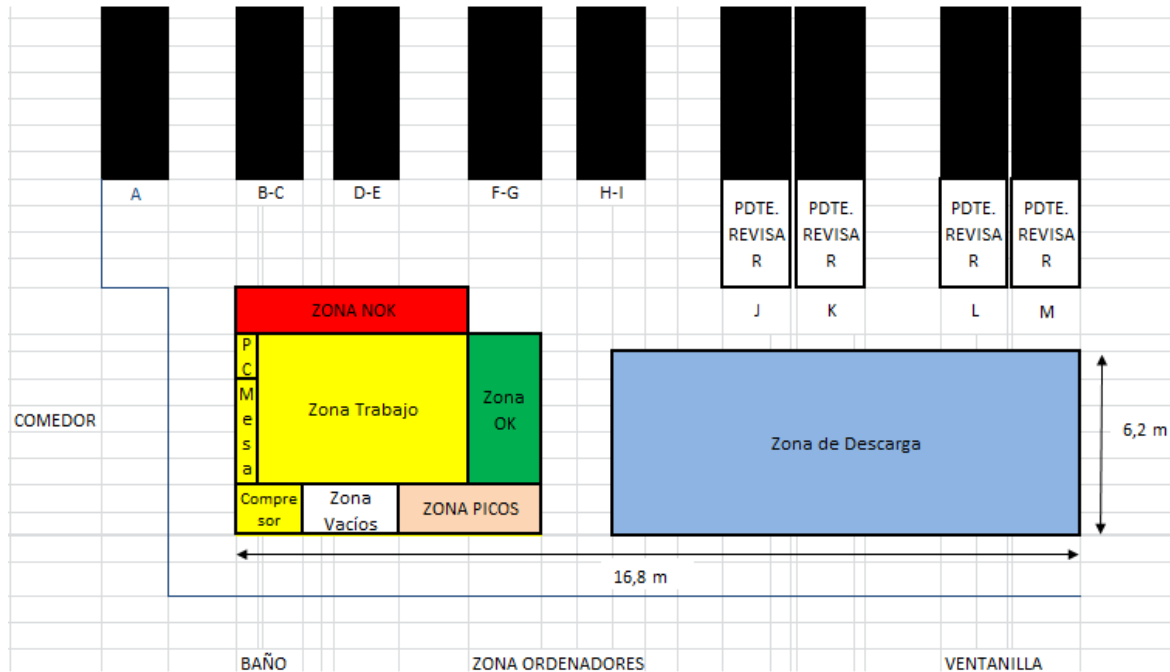 A
B-C
D-E
F-G
H-I
PDTE.
REVISA
R
PDTE.
REVISA
R
PDTE.
REVISA
R
PDTE.
REVISA
R
J
K
L
M
ZONA NOK
P
C
M
e
s
a
Zona Trabajo
Zona
OK
COMEDOR
Zona de Descarga
6,2 m
Compre
sor
Zona
Vacíos
ZONA PICOS
16,8 m
BAÑO
ZONA ORDENADORES
VENTANILLA